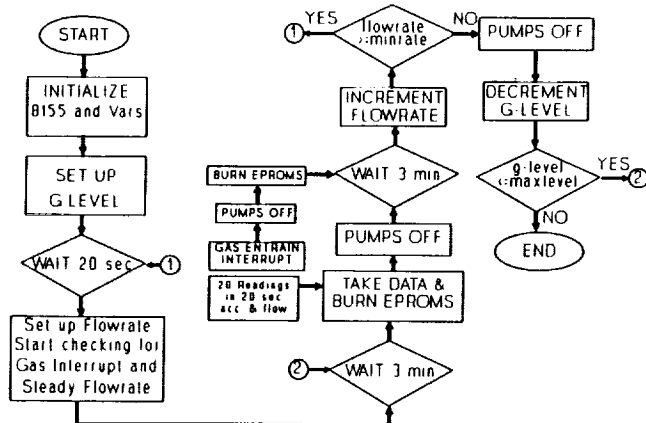 START
INITIALIZE
8155 and Vars
SET UP
G-LEVEL
WAIT 20 sec
1
Set up Flowrate
Start checking for
Gas Interrupt and
Steady Flowrate
2
WAIT 3 min
TAKE DATA &
BURN EPROMS
20 Readings
in 20 sec
acc. & flow
PUMPS OFF
GAS ENTRAIN
INTERRUPT
PUMPS OFF
BURN EPROMS
WAIT 3 min
INCREMENT
FLOWRATE
flowrate
>=minrate
YES
1
NO
PUMPS OFF
DECREMENT
G-LEVEL
g-level
<=maxlevel
YES
2
NO
END